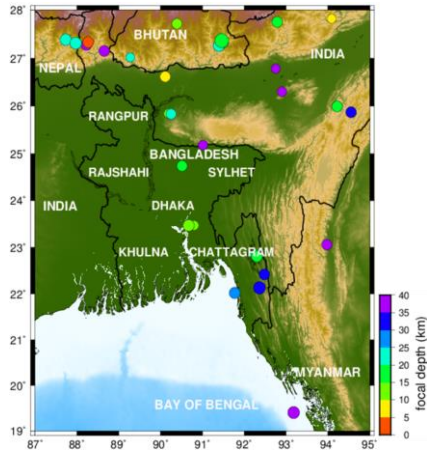 28°
27°
26°
25°
24°
23°
22°
21°
20°
19°
BHUTAN
INDIA
NEPAL
RANGPUR
BANGLADESH
RAJSHAHI SYLHET
DHAKA
INDIA
KHULNA CHATTAGRAM
MYANMAR
BAY OF BENGAL
87° 88° 89° 90° 91° 92° 93° 94° 95°
40
35
30
25
20
15
10
5
0
focal depth (km)